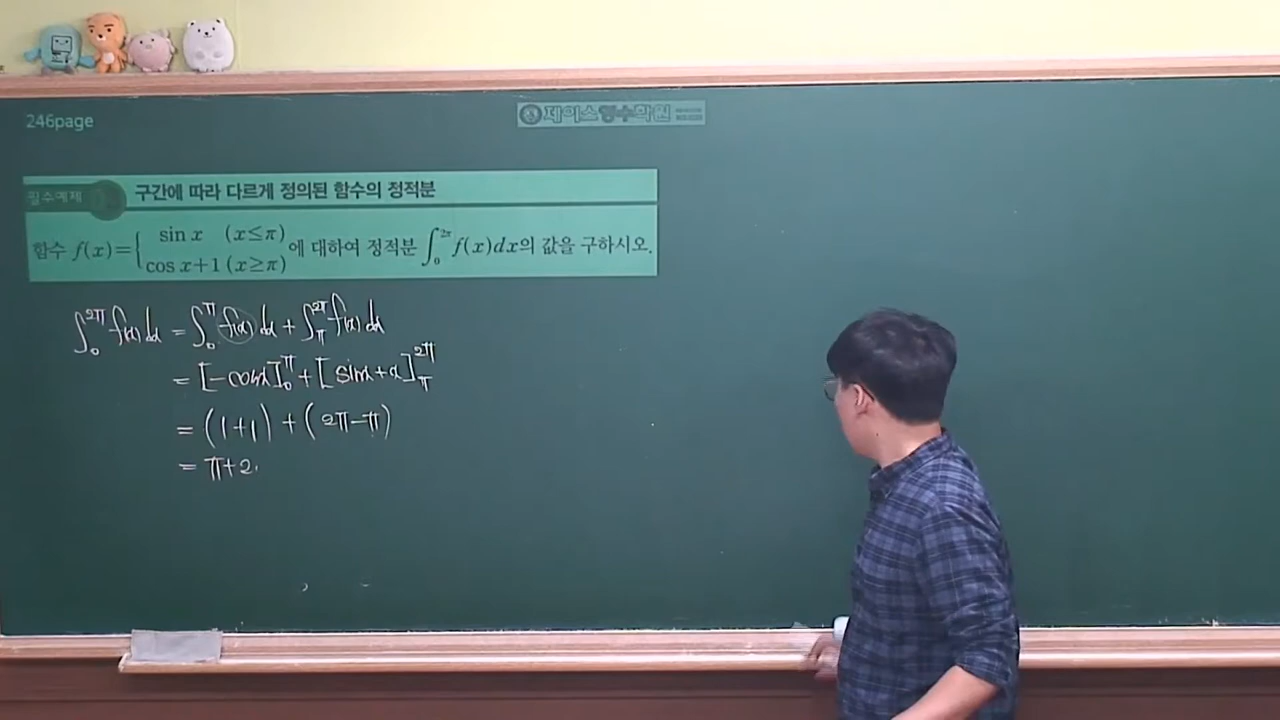 246page
제이스영수학원
필수예제
구간에 따라 다르게 정의된 함수의 정적분
함수 f(x)={ sin x (x≤π) cos x+1 (x≥π) 에 대하여 정적분 ∫₀^{2π} f(x)dx의 값을 구하시오.
∫₀^{2π} f(x)dx = ∫₀^{π} f(x)dx + ∫_{π}^{2π} f(x)dx
= [-cosx]₀^{π} + [sinx+x]_{π}^{2π}
= (1+1) + (2π-π)
= π+2.